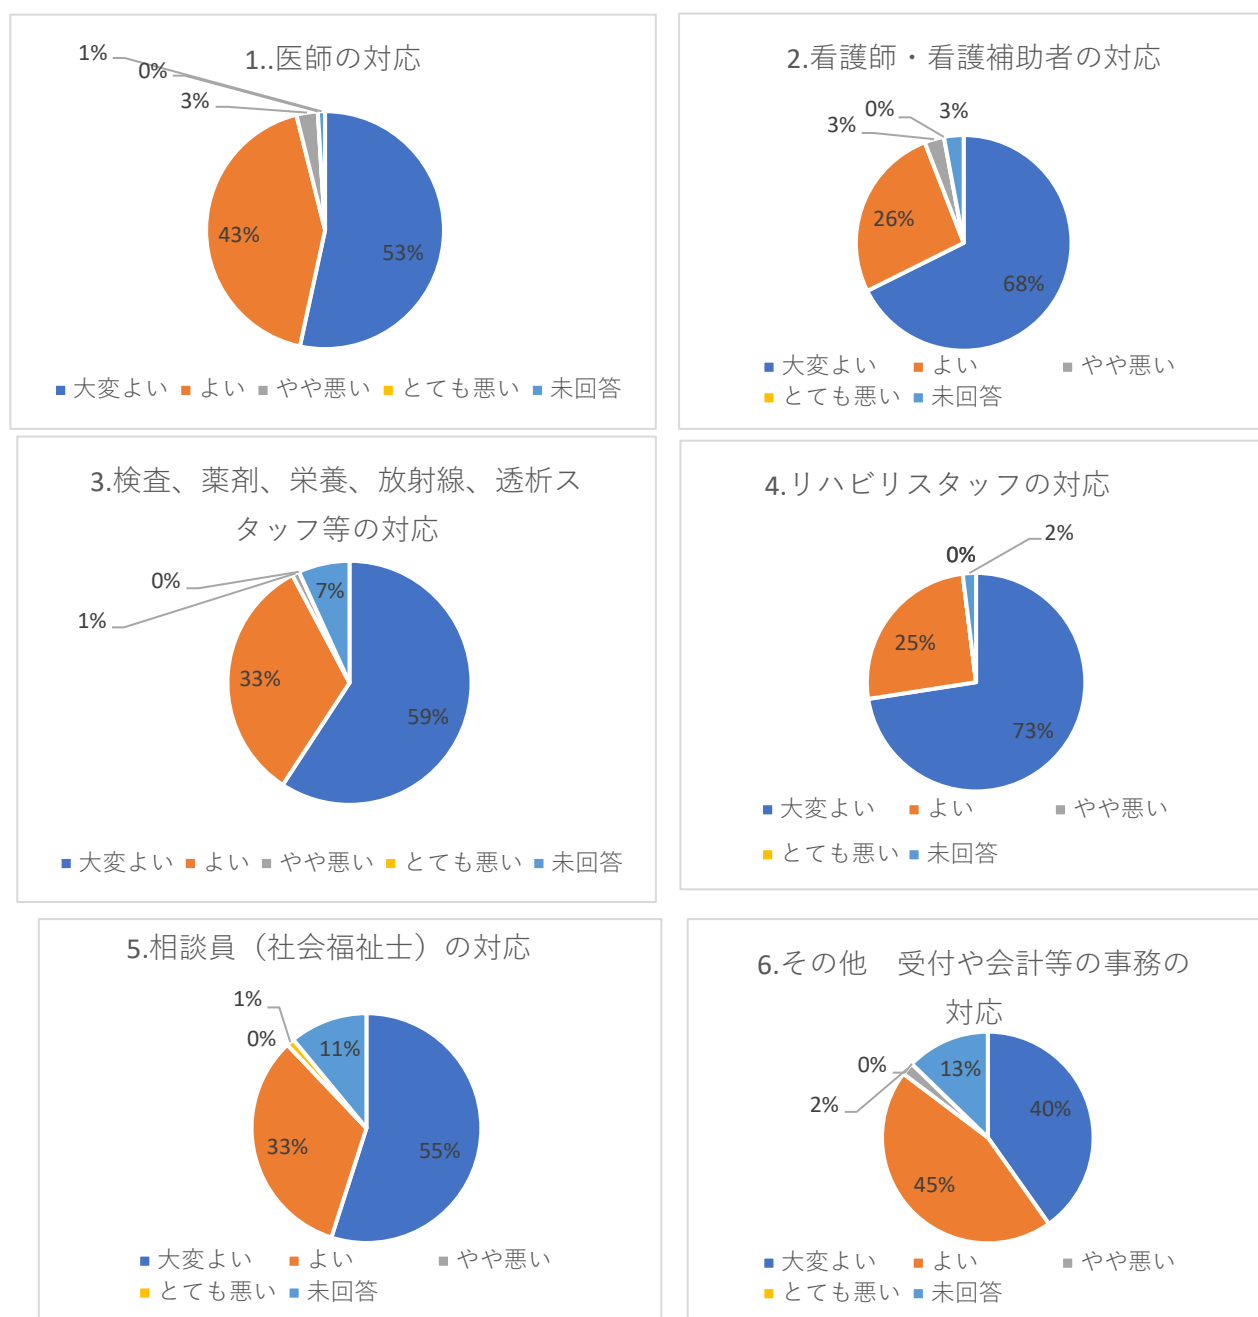 1..医師の対応
1%
0%
3%
43%
53%
大変よい よい やや悪い とても悪い 未回答
2.看護師・看護補助者の対応
0%
3%
3%
26%
68%
大変よい よい やや悪い
とても悪い 未回答
3.検査、薬剤、栄養、放射線、透析ス
タッフ等の対応
0%
7%
1%
33%
59%
大変よい よい やや悪い とても悪い 未回答
4.リハビリスタッフの対応
2%
0%
25%
73%
大変よい よい やや悪い
とても悪い 未回答
5.相談員（社会福祉士）の対応
1%
0%
11%
33%
55%
大変よい よい やや悪い
とても悪い 未回答
6.その他　受付や会計等の事務の
対応
0%
13%
2%
40%
45%
大変よい よい やや悪い
とても悪い 未回答